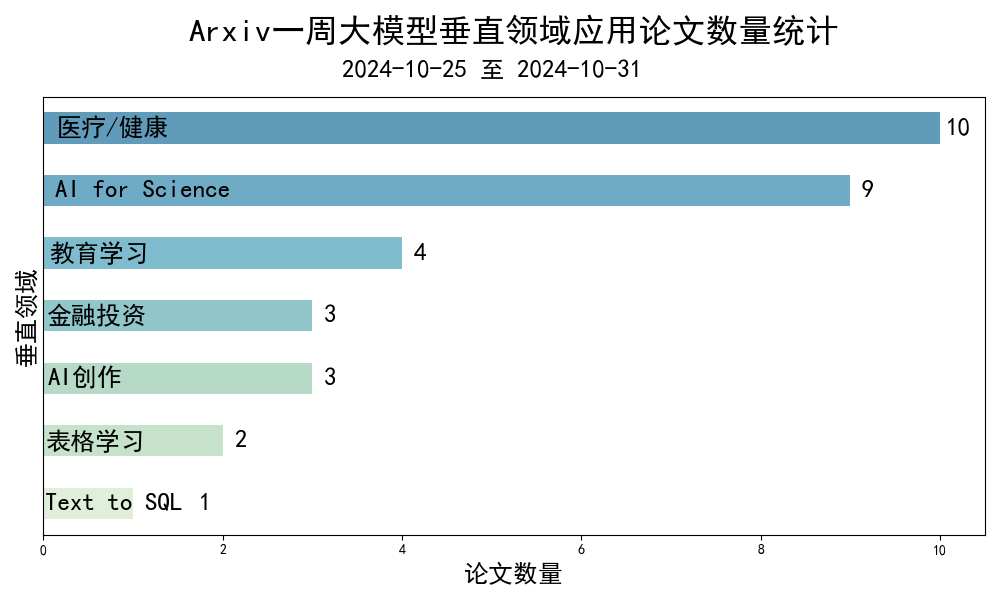 Arxiv一周大模型垂直领域应用论文数量统计
2024-10-25 至 2024-10-31
医疗/健康 10
AI for Science 9
教育学习 4
金融投资 3
AI创作 3
表格学习 2
Text to SQL 1
垂直领域
0 2 4 6 8 10
论文数量